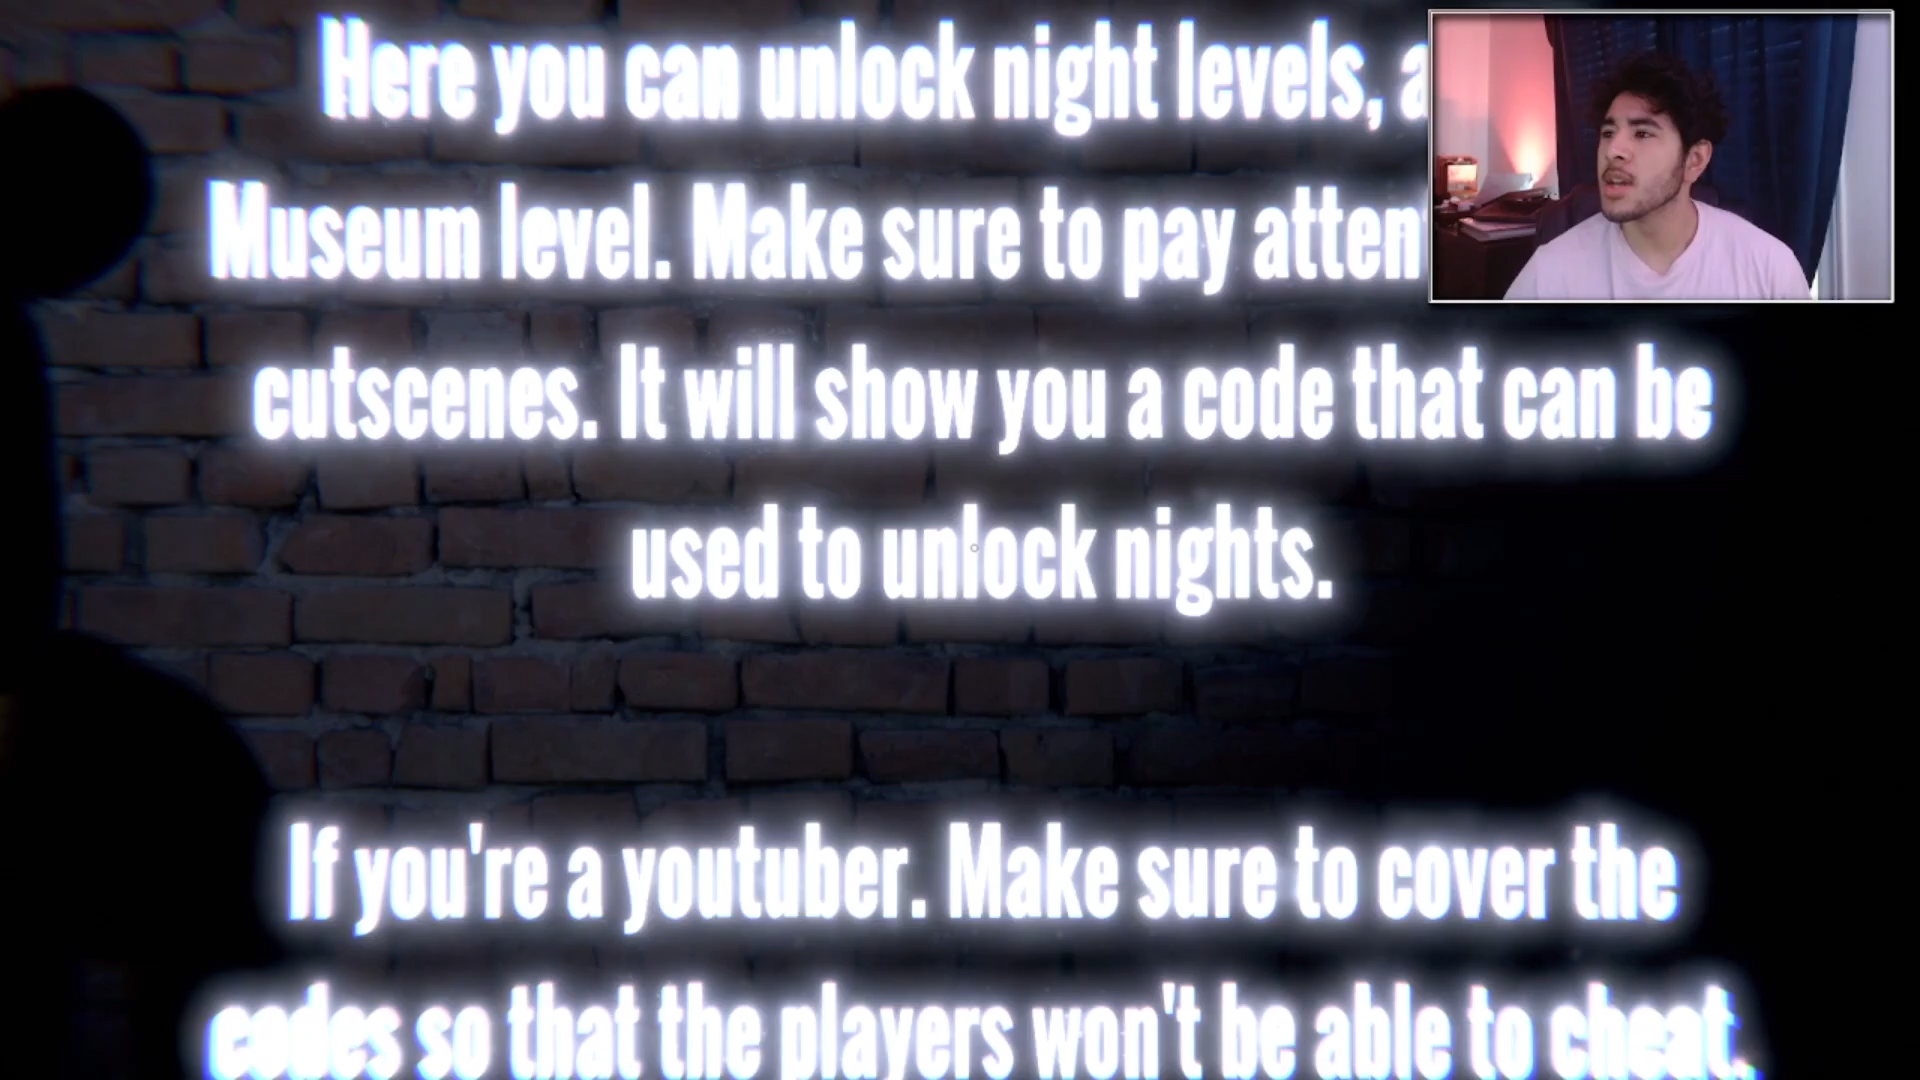 Here you can unlock night levels,
Museum level. Make sure to pay
cutscenes. It will show you a code that can be
used to unlock nights.
If you're a youtuber. Make sure to cover the
codes so that the players won't be able to cheat.